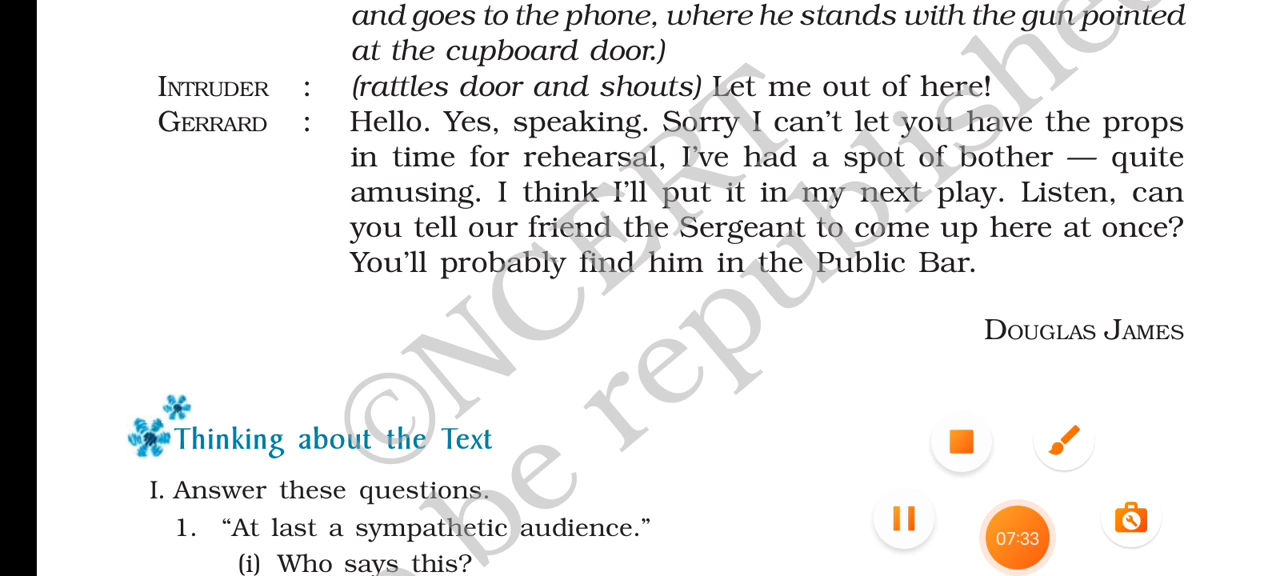 and goes to the phone, where he stands with the gun pointed
at the cupboard door.)
INTRUDER : (rattles door and shouts) Let me out of here!
GERRARD : Hello. Yes, speaking. Sorry I can't let you have the props
in time for rehearsal, I've had a spot of bother — quite
amusing. I think I'll put it in my next play. Listen, can
you tell our friend the Sergeant to come up here at once?
You'll probably find him in the Public Bar.
DOUGLAS JAMES
Thinking about the Text
I. Answer these questions.
1. “At last a sympathetic audience.”
(i) Who says this?
07:33
©NCERT
be republished